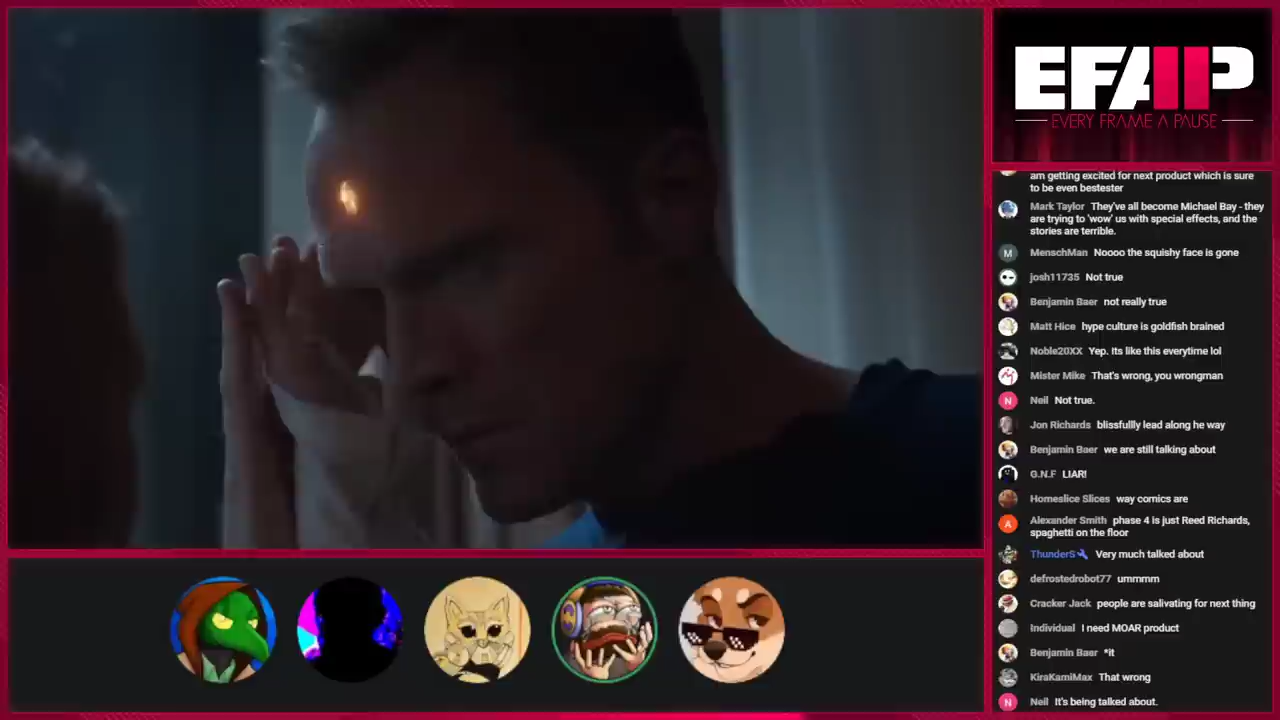 EFAP
EVERY FRAME A PAUSE
am getting excited for next product which is sure
to be even bestester
Mark Taylor They've all become Michael Bay - they
are trying to 'wow' us with special effects, and the
stories are terrible.
M MenschMan Noooo the squishy face is gone
josh11735 Not true
Benjamin Baer not really true
Matt Hice hype culture is goldfish brained
Noble20XX Yep. Its like this everytime lol
Mister Mike That's wrong, you wrongman
N Neil Not true.
Jon Richards blissfullly lead along he way
Benjamin Baer we are still talking about
G.N.F LIAR!
Homeslice Slices way comics are
A Alexander Smith phase 4 is just Reed Richards,
spaghetti on the floor
ThunderS Very much talked about
defrostedrobot77 ummmm
Cracker Jack people are salivating for next thing
Individual I need MOAR product
Benjamin Baer *it
KiraKamiMax That wrong
N Neil It's being talked about.